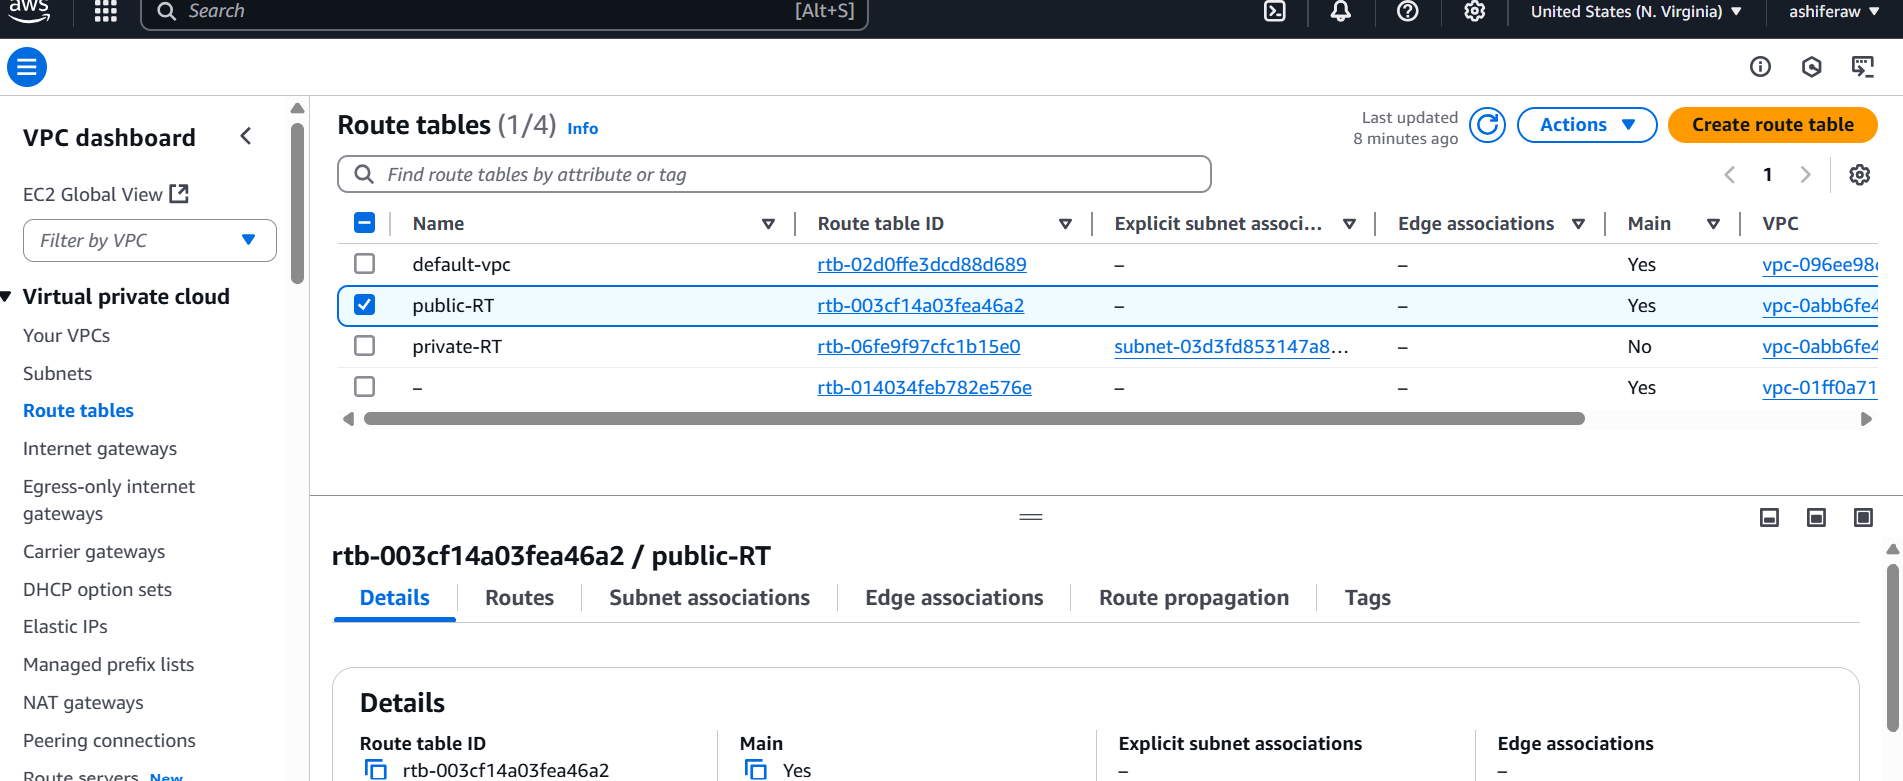 aws
Search
[Alt+S]
United States (N. Virginia)
ashiferaw
VPC dashboard
EC2 Global View
Filter by VPC
Virtual private cloud
Your VPCs
Subnets
Route tables
Internet gateways
Egress-only internet
gateways
Carrier gateways
DHCP option sets
Elastic IPs
Managed prefix lists
NAT gateways
Peering connections
Route servers New
Route tables (1/4) Info
Last updated
8 minutes ago
Actions
Create route table
Find route tables by attribute or tag
1
Name Route table ID Explicit subnet associ... Edge associations Main VPC
default-vpc rtb-02d0ffe3dcd88d689 – – Yes vpc-096ee98
public-RT rtb-003cf14a03fea46a2 – – Yes vpc-0abb6fe4
private-RT rtb-06fe9f97cfc1b15e0 subnet-03d3fd853147a8... – No vpc-0abb6fe4
– rtb-014034feb782e576e – – Yes vpc-01ff0a71
rtb-003cf14a03fea46a2 / public-RT
Details Routes Subnet associations Edge associations Route propagation Tags
Details
Route table ID Main Explicit subnet associations Edge associations
rtb-003cf14a03fea46a2 Yes – –